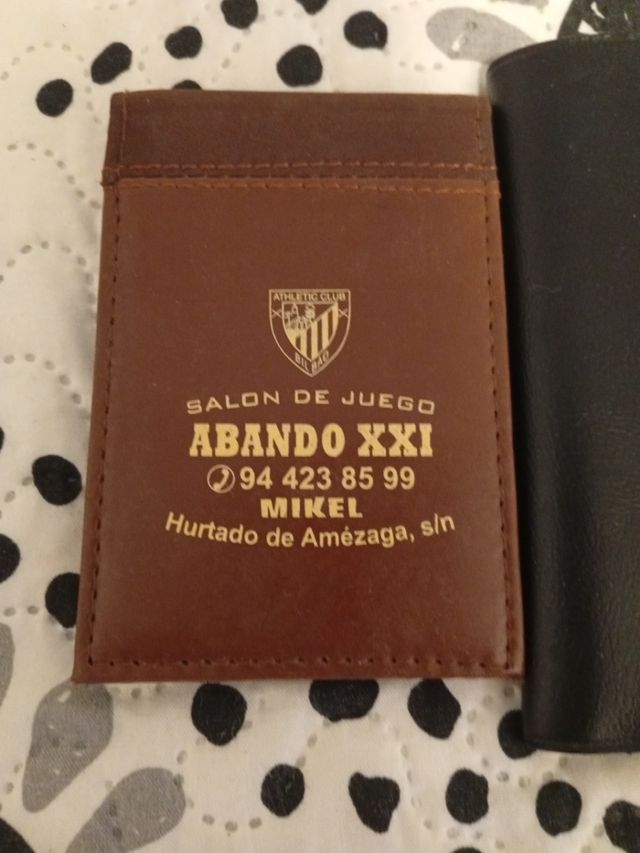 ATHLETIC CLUB
BILBAO
SALON DE JUEGO
ABANDO XXI
94 423 85 99
MIKEL
Hurtado de Amézaga, s/n